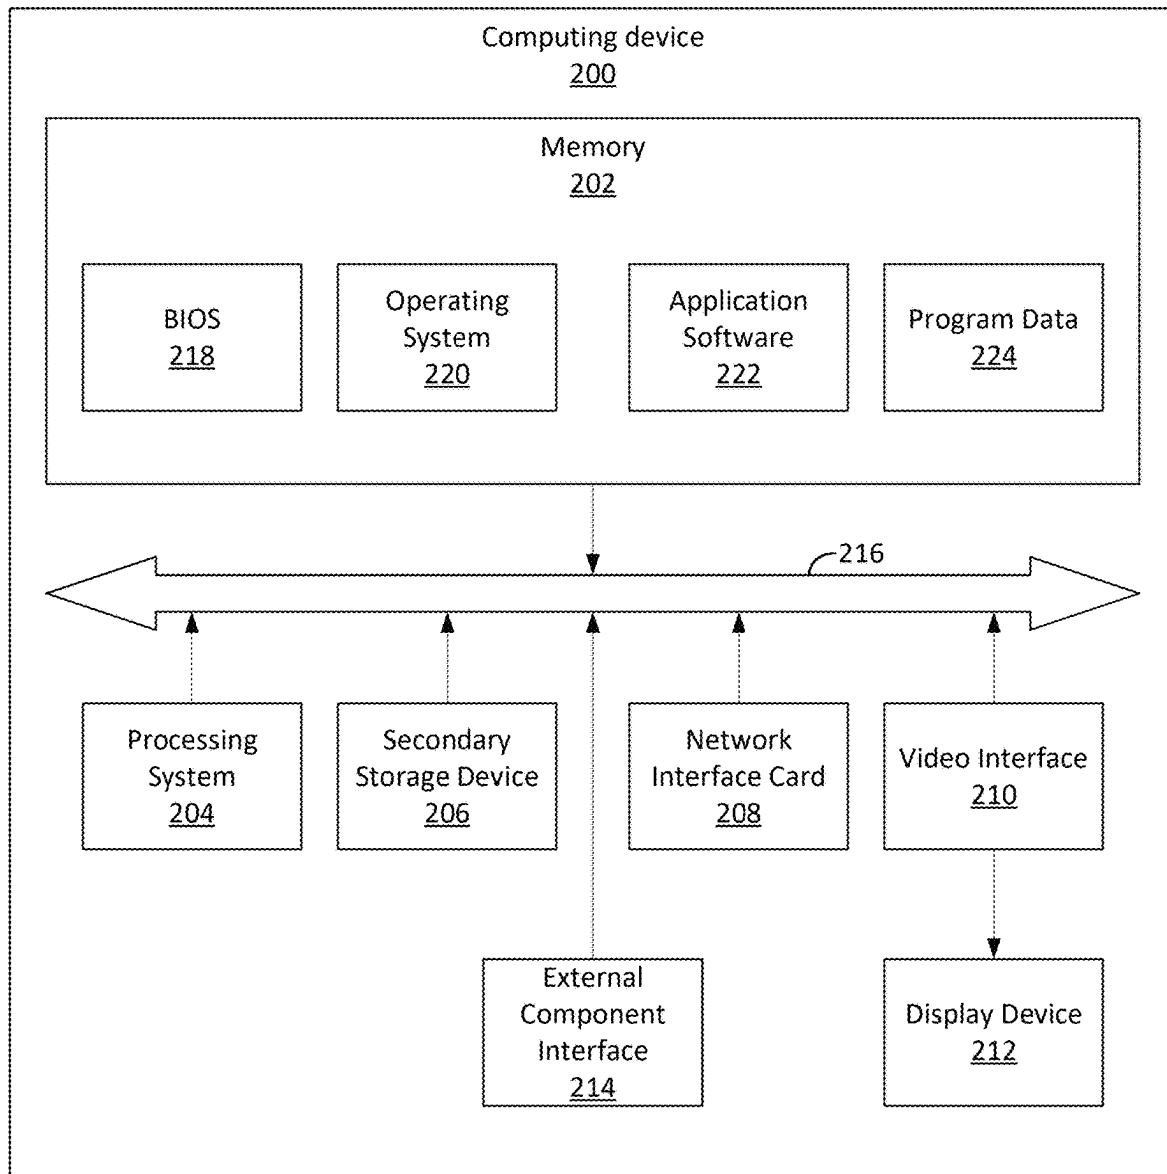 Computing device
200
Memory
202
BIOS
218
Operating
System
220
Application
Software
222
Program Data
224
216
Processing
System
204
Secondary
Storage Device
206
Network
Interface Card
208
Video Interface
210
External
Component
Interface
214
Display Device
212